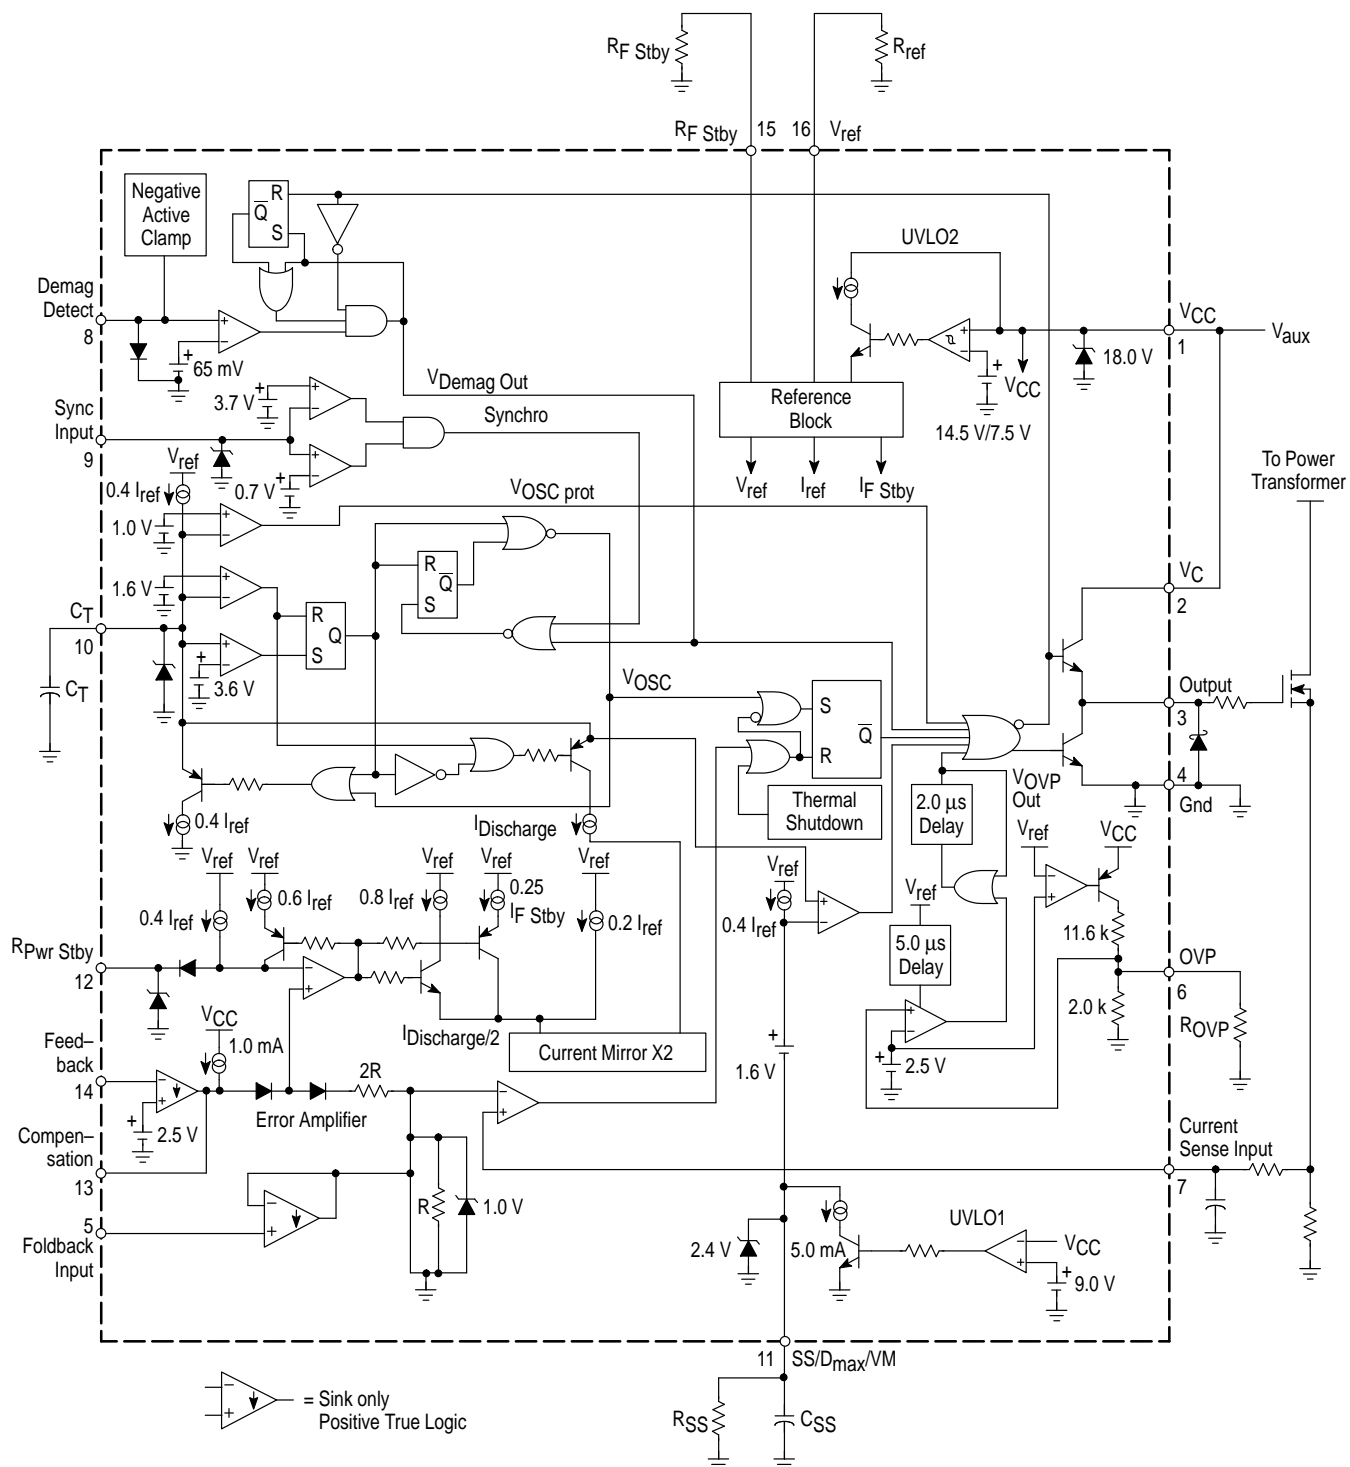 RF Stby
Rref
RF Stby
15
16
Vref
Negative
Active
Clamp
R
Q
S
UVLO2
Demag
Detect
8
+
−
+
65 mV
VCC
1
Vaux
18.0 V
VCC
+
−
+
14.5 V/7.5 V
Reference
Block
Vref
Iref
IF Stby
VDemag Out
Synchro
3.7 V
+
+
−
Sync
Input
9
+
−
+
0.7 V
To Power
Transformer
Vref
0.4 Iref
VOSC prot
1.0 V
+
−
R
Q
S
1.6 V
+
−
R
Q
S
VC
2
CT
10
CT
+
−
+
3.6 V
VOSC
Output
3
S
Q
R
4
Gnd
Thermal
Shutdown
VOVP
Out
2.0 μs
Delay
0.4 Iref
IDischarge
Vref
VCC
−
+
Vref
Vref
Vref
Vref
Vref
Vref
Vref
0.4 Iref
0.6 Iref
0.8 Iref
0.25
IF Stby
0.2 Iref
0.4 Iref
+
−
11.6 k
5.0 μs
Delay
OVP
6
ROVP
2.0 k
RPwr Stby
12
−
+
VCC
1.0 mA
IDischarge/2
Current Mirror X2
+
1.6 V
+
−
+
2.5 V
Feed–
back
14
−
+
+
2.5 V
2R
Error Amplifier
−
+
Compen–
sation
13
Current
Sense Input
7
−
+
R
1.0 V
5
Foldback
Input
2.4 V
5.0 mA
UVLO1
−
+
VCC
+
9.0 V
11
SS/Dmax/VM
RSS
CSS
−
+
= Sink only
Positive True Logic